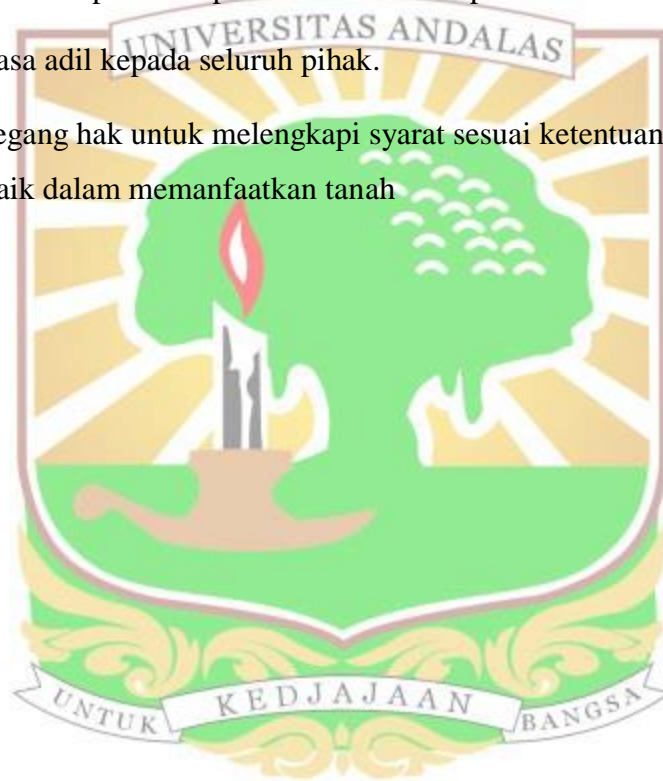 UNIVERSITAS ANDALAS
asa adil kepada seluruh pihak.
egang hak untuk melengkapi syarat sesuai ketentuan
aik dalam memanfaatkan tanah
UNTUK KEDJAJAAN BANGSA